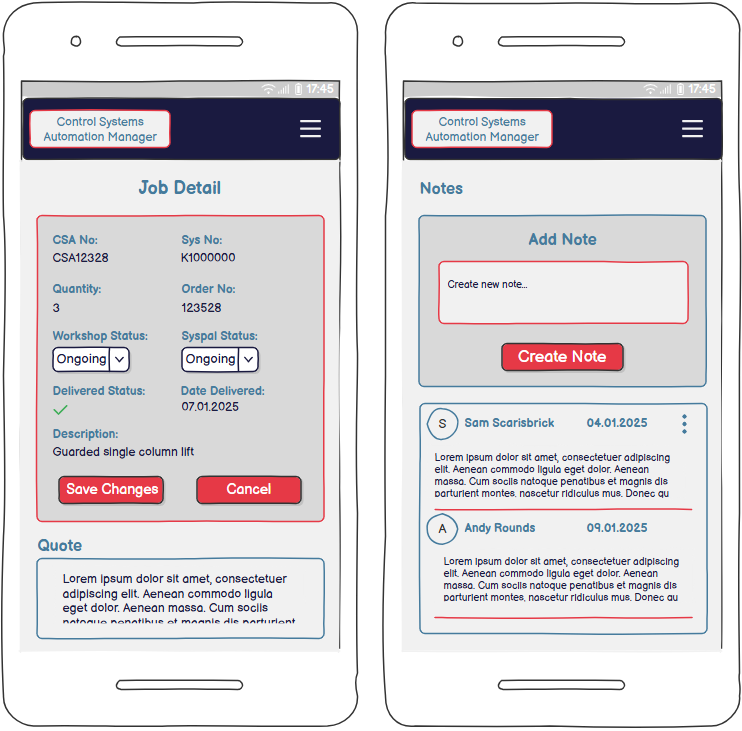 17:45
Control Systems
Automation Manager
Job Detail
CSA No: Sys No:
CSA12328 K1000000
Quantity: Order No:
3 123528
Workshop Status: Syspal Status:
Ongoing Ongoing
Delivered Status: Date Delivered:
07.01.2025
Description:
Guarded single column lift
Save Changes Cancel
Quote
Lorem ipsum dolor sit amet, consectetuer
adipiscing elit. Aenean commodo ligula
eget dolor. Aenean massa. Cum sociis
natoque penatibus et magnis dis parturient
17:45
Control Systems
Automation Manager
Notes
Add Note
Create new note...
Create Note
S Sam Scarisbrick 04.01.2025
Lorem ipsum dolor sit amet, consectetuer adipiscing
elit. Aenean commodo ligula eget dolor. Aenean
massa. Cum sociis natoque penatibus et magnis dis
parturient montes, nascetur ridiculus mus. Donec qu
A Andy Rounds 09.01.2025
Lorem ipsum dolor sit amet, consectetuer adipiscing
elit. Aenean commodo ligula eget dolor. Aenean
massa. Cum sociis natoque penatibus et magnis dis
parturient montes, nascetur ridiculus mus. Donec qu